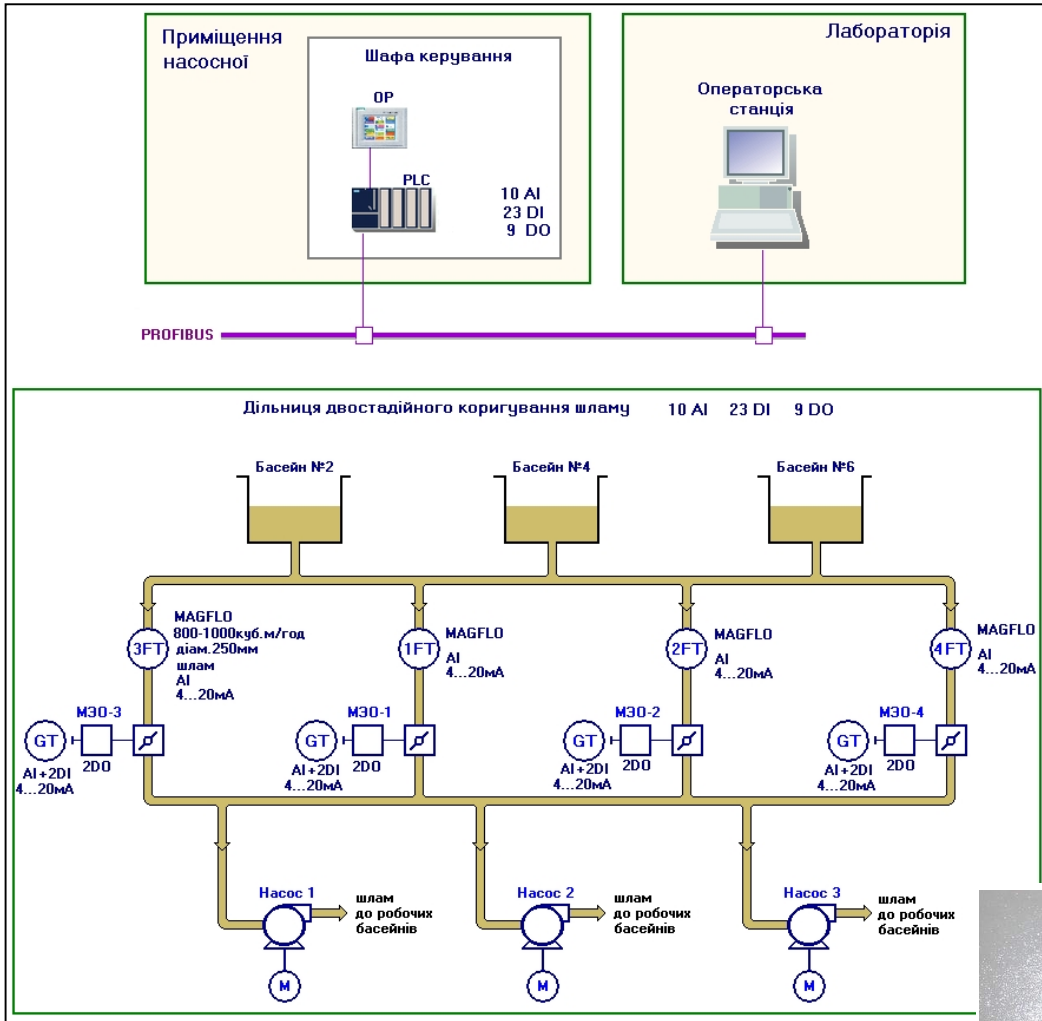 Приміщення
насосної
Шафа керування
OP
PLC
10 AI
23 DI
9 DO
Лабораторія
Операторська
станція
PROFIBUS
Дільниця двостадійного коригування шламу 10 AI 23 DI 9 DO
Басейн №2
Басейн №4
Басейн №6
3FT
MAGFLO
800-1000куб.м/год
діам.250мм
шлам
AI
4...20мА
1FT
MAGFLO
AI
4...20мА
2FT
MAGFLO
AI
4...20мА
4FT
MAGFLO
AI
4...20мА
МЭО-3
GT
2DO
AI+2DI
4...20мА
МЭО-1
GT
2DO
AI+2DI
4...20мА
МЭО-2
GT
2DO
AI+2DI
4...20мА
МЭО-4
GT
2DO
AI+2DI
4...20мА
Насос 1
шлам
до робочих
басейнів
M
Насос 2
шлам
до робочих
басейнів
M
Насос 3
шлам
до робочих
басейнів
M